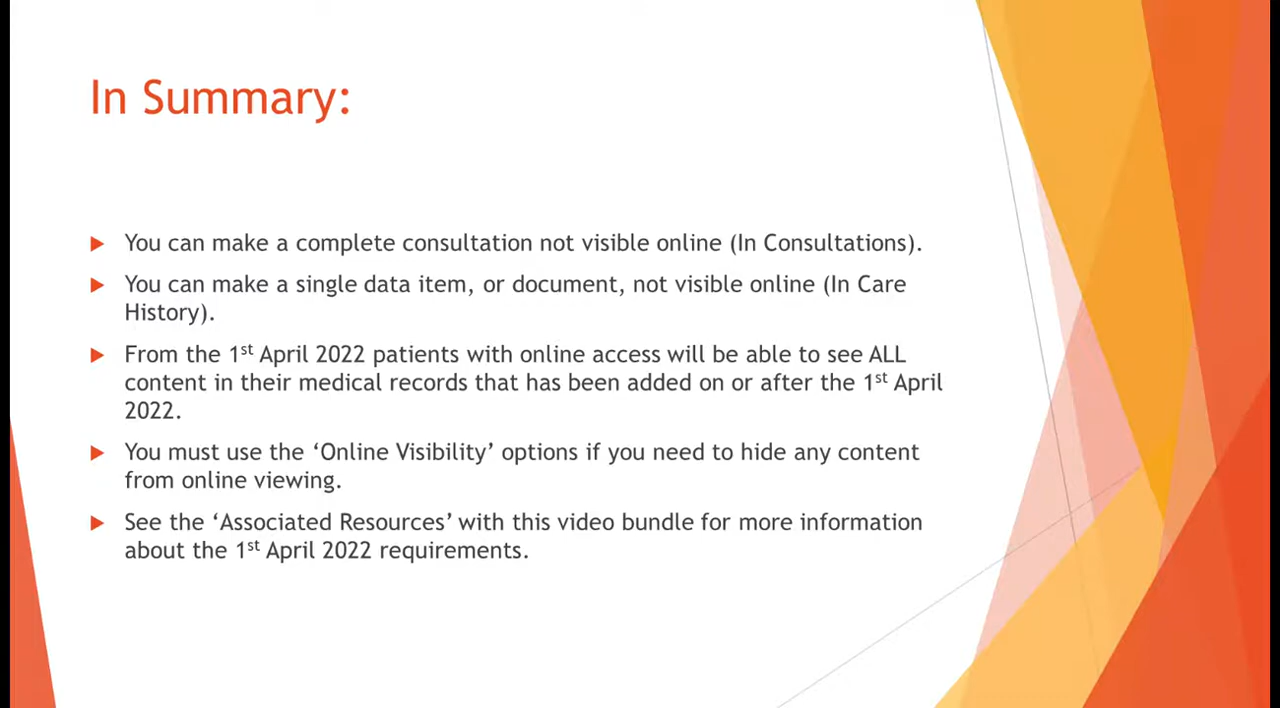 In Summary:
You can make a complete consultation not visible online (In Consultations).
You can make a single data item, or document, not visible online (In Care
History).
From the 1st April 2022 patients with online access will be able to see ALL
content in their medical records that has been added on or after the 1st April
2022.
You must use the ‘Online Visibility’ options if you need to hide any content
from online viewing.
See the ‘Associated Resources’ with this video bundle for more information
about the 1st April 2022 requirements.